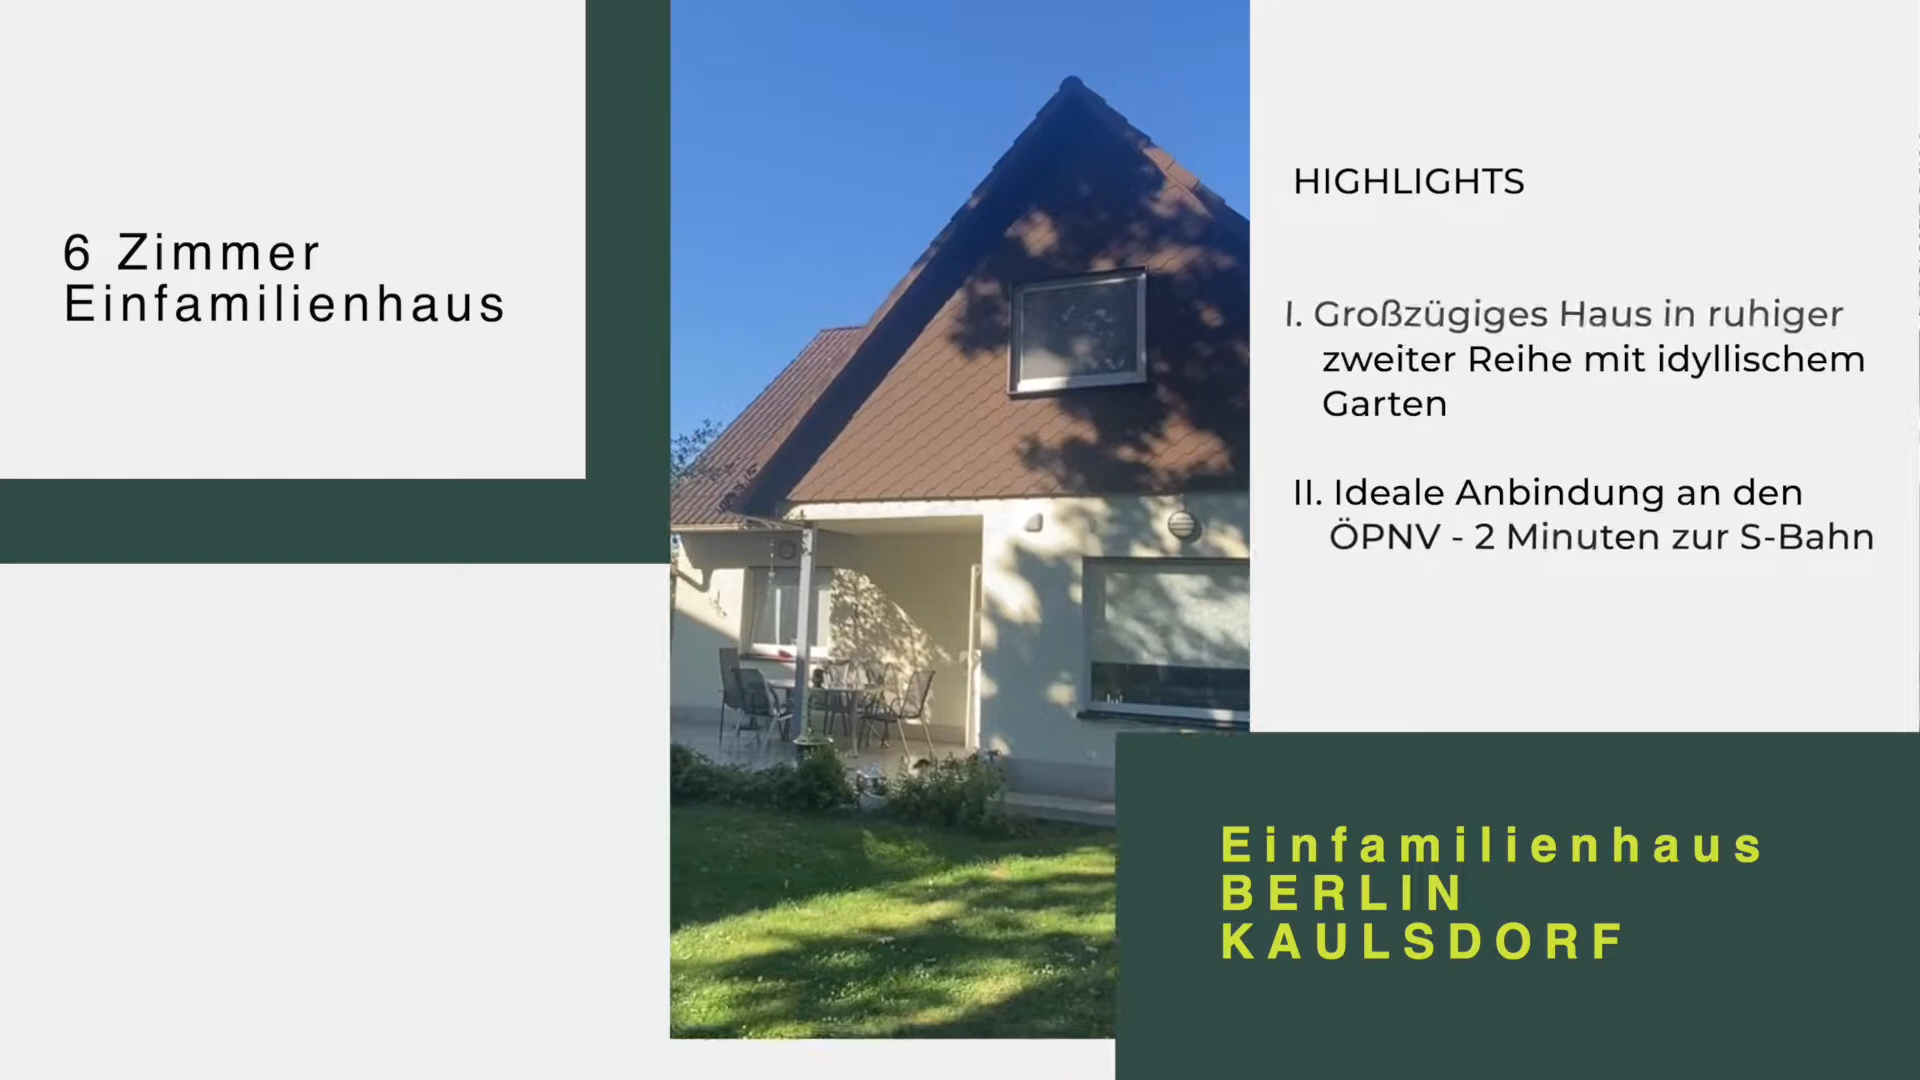 6 Zimmer
Einfamilienhaus
HIGHLIGHTS
I. Großzügiges Haus in ruhiger
zweiter Reihe mit idyllischem
Garten
II. Ideale Anbindung an den
ÖPNV - 2 Minuten zur S-Bahn
Einfamilienhaus
BERLIN
KAULSDORF